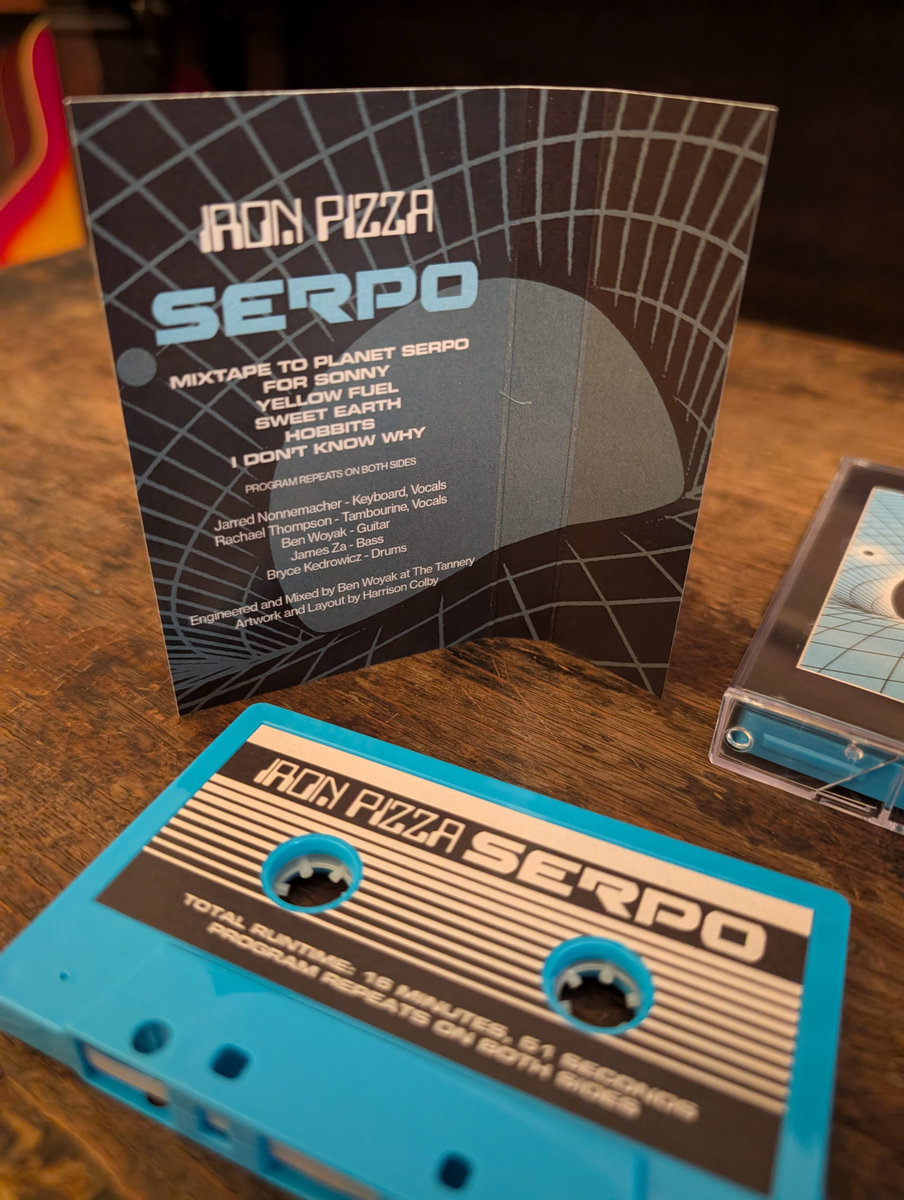 IRON PIZZA
SERPO
MIXTAPE TO PLANET SERPO
FOR SONNY
YELLOW FUEL
SWEET EARTH
HOBBITS
I DON'T KNOW WHY
PROGRAM REPEATS ON BOTH SIDES
Jarred Nonnemacher - Keyboard, Vocals
Rachael Thompson - Tambourine, Vocals
Ben Woyak - Guitar
James Za - Bass
Bryce Kedrowicz - Drums
Engineered and Mixed by Ben Woyak at The Tannery
Artwork and Layout by Harrison Colby
IRON PIZZA SERPO
TOTAL RUNTIME: 16 MINUTES, 51 SECONDS
PROGRAM REPEATS ON BOTH SIDES